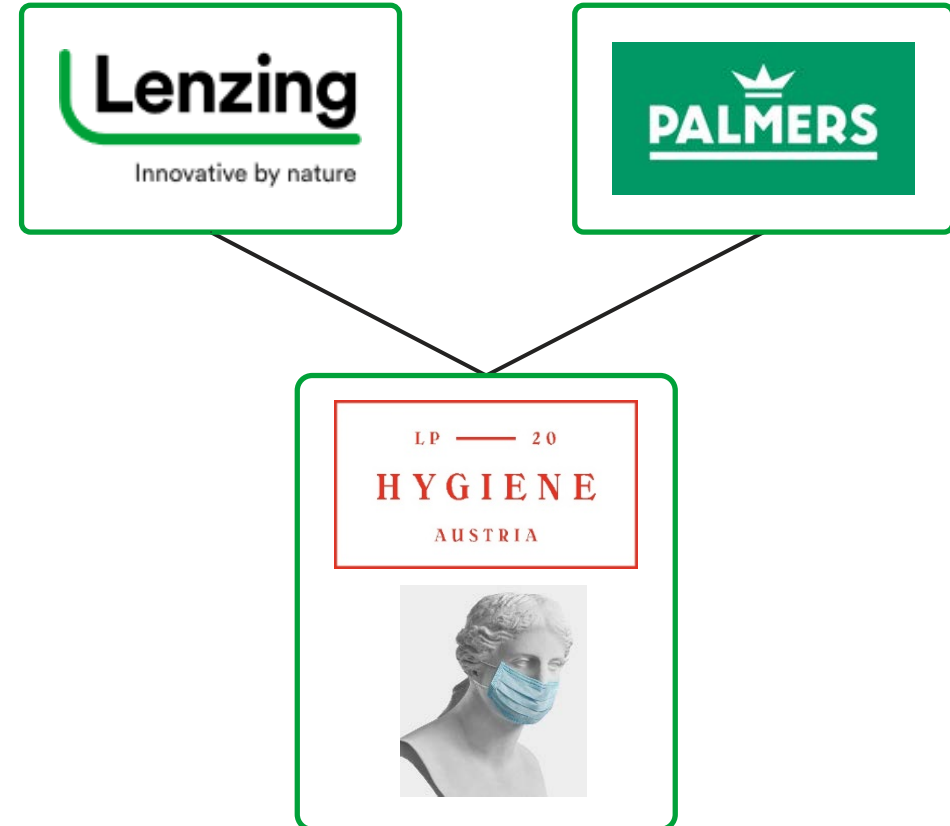 Lenzing
Innovative by nature
PALMERS
LP 20
HYGIENE
AUSTRIA